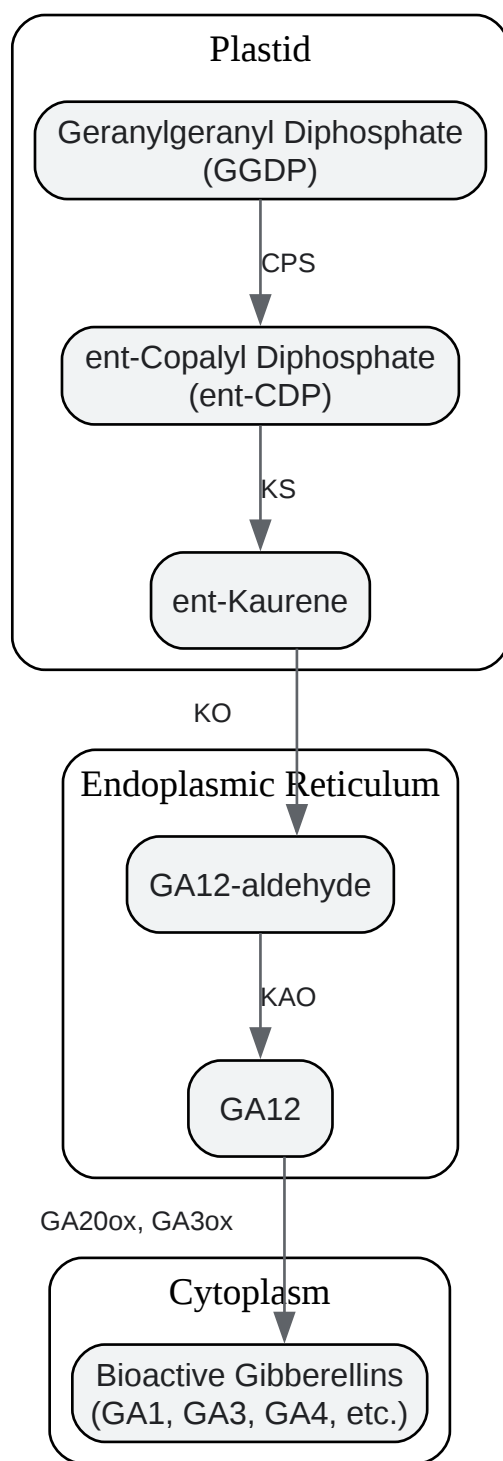 Plastid
Geranylgeranyl Diphosphate
(GGDP)
CPS
ent-Copalyl Diphosphate
(ent-CDP)
KS
ent-Kaurene
KO
Endoplasmic Reticulum
GA12-aldehyde
KAO
GA12
GA20ox, GA3ox
Cytoplasm
Bioactive Gibberellins
(GA1, GA3, GA4, etc.)